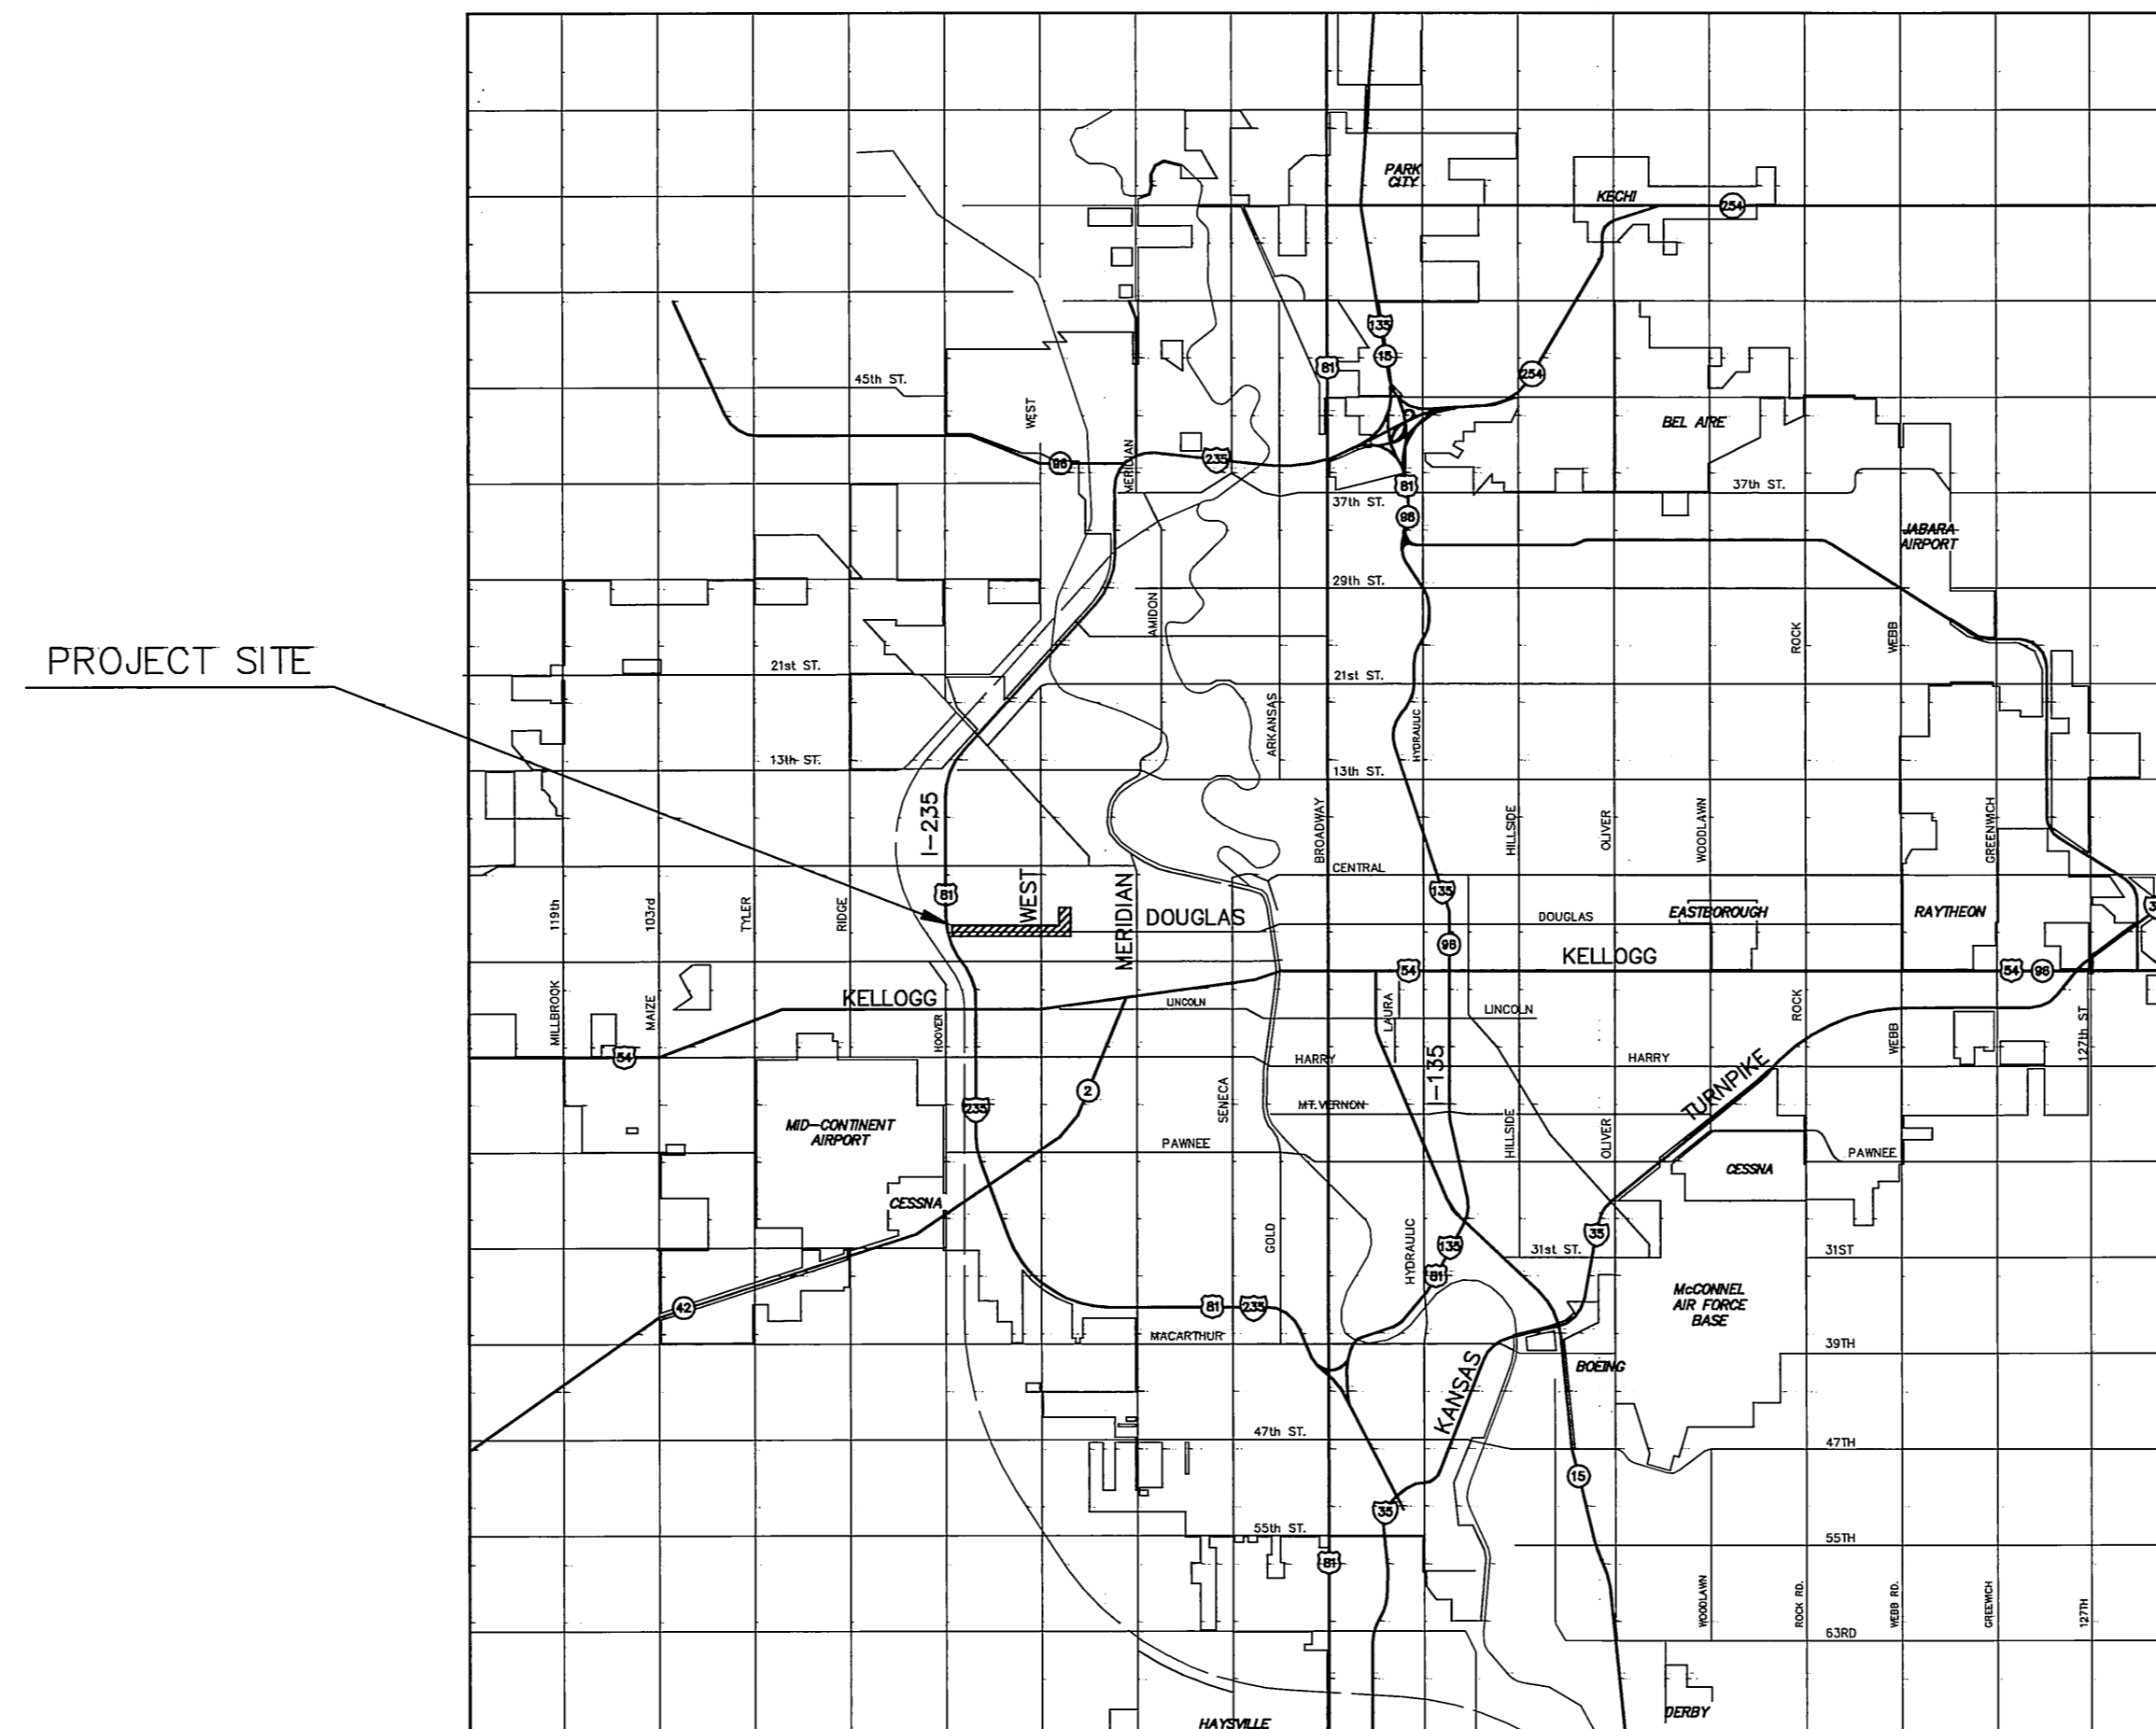 PARK
CITY
KECHI
254
135
15
81
254
45th ST.
WEST
MERIDIAN
BEL AIRE
96
235
81
37th ST.
37th ST.
96
JABARA
AIRPORT
29th ST.
AMIDON
ROCK
WEBB
PROJECT SITE
21st ST.
21st ST.
ARKANSAS
HYDRAULIC
13th ST.
13th ST.
I-235
BROADWAY
HILLSIDE
OLIVER
WOODLAWN
GREENWICH
CENTRAL
81
WEST
MERIDIAN
135
119th
103rd
TYLER
RIDGE
DOUGLAS
DOUGLAS
EASTBOROUGH
RAYTHEON
96
KELLOGG
54
54
96
MILLBROOK
MAIZE
KELLOGG
HOOVER
LINCOLN
LAURA
LINCOLN
ROCK
WEBB
127th ST
54
HARRY
HARRY
I-135
TURNPIKE
2
235
SENECA
MT. VERNON
HILLSIDE
OLIVER
MID-CONTINENT
AIRPORT
PAWNEE
PAWNEE
CESSNA
CESSNA
GOLD
HYDRAULIC
135
35
31st ST.
31ST
81
42
81
235
McCONNEL
AIR FORCE
BASE
MACARTHUR
39TH
KANSAS
BOEING
47th ST.
47TH
15
35
55th ST.
55TH
81
WOODLAWN
ROCK RD.
WEBB RD.
GREEWICH
127TH
63RD
DERBY
HAYSVILLE